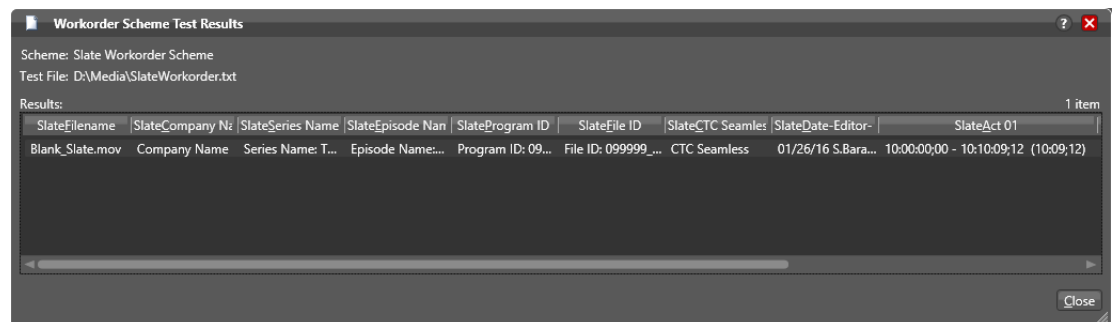 Workorder Scheme Test Results ?
Scheme: Slate Workorder Scheme
Test File: D:\Media\SlateWorkorder.txt
Results: 1 item
SlateFilename SlateCompany Na SlateSeries Name SlateEpisode Nan SlateProgram ID SlateFile ID SlateCTC Seamles SlateDate-Editor- SlateAct 01
Blank_Slate.mov Company Name Series Name: T... Episode Name:... Program ID: 09... File ID: 099999_... CTC Seamless 01/26/16 S.Bara... 10:00:00;00 - 10:10:09;12 (10:09;12)
Close